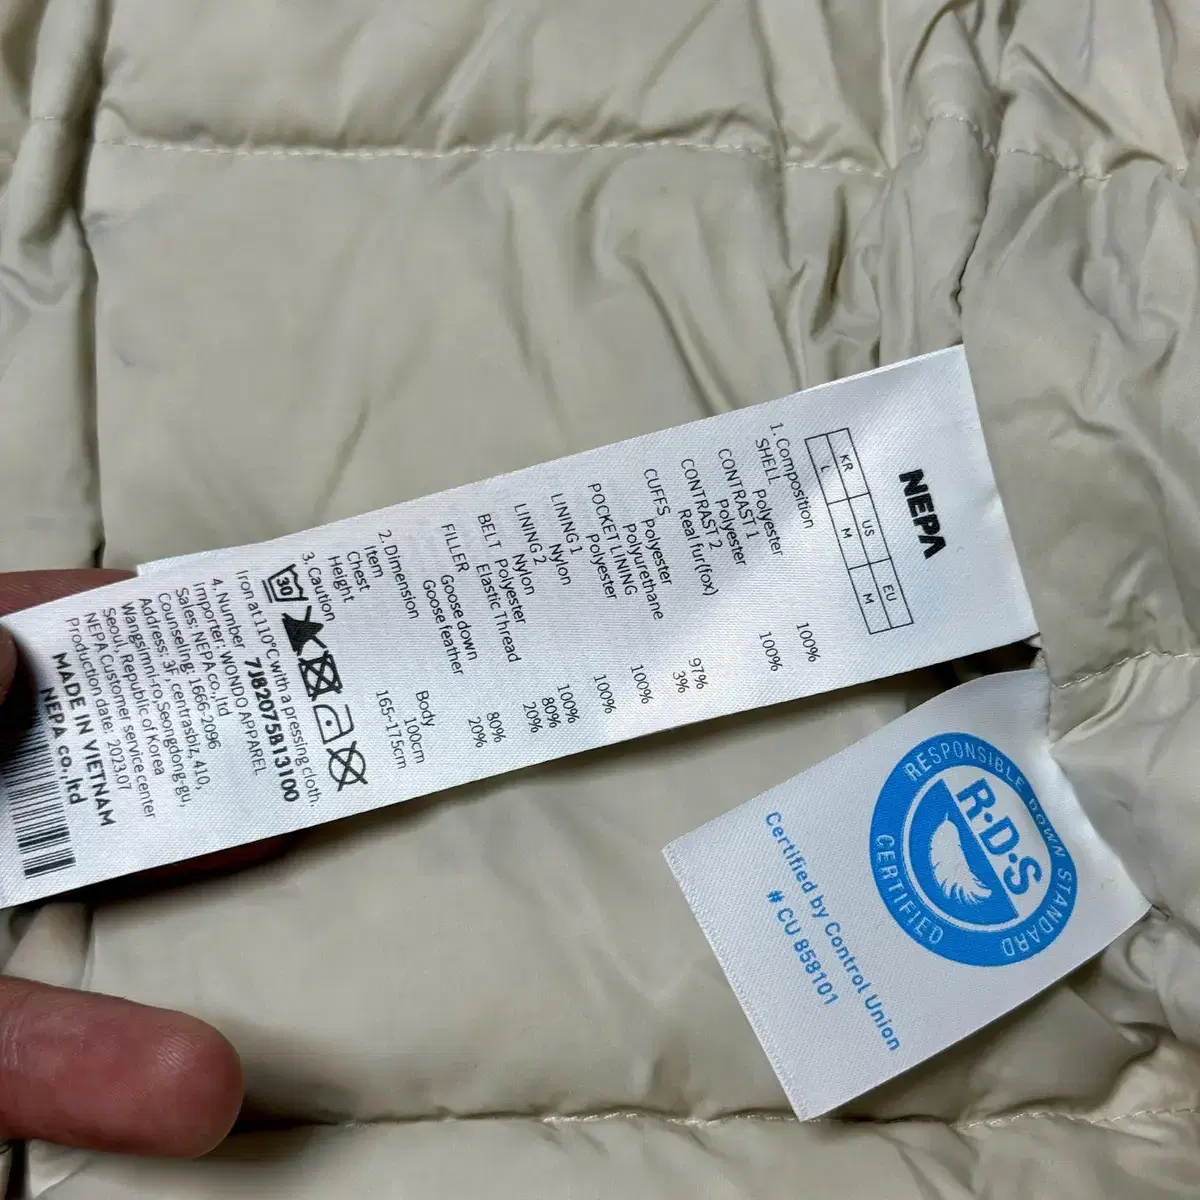 NEPA
KR US EU
L M M
1. Composition
SHELL
Polyester 100%
CONTRAST 1
Polyester 100%
CONTRAST 2
Real fur(fox)
CUFFS
Polyester 97%
Polyurethane 3%
POCKET LINING
Polyester 100%
LINING 1
Nylon 100%
LINING 2
Nylon 100%
Polyester 80%
BELT Elastic Thread 20%
FILLER
Goose down 80%
Goose feather 20%
2. Dimension
item Body
Chest 100cm
Height 165~175cm
3. Caution
30
Iron at 110°C with a pressing cloth.
4. Number 7J82075813100
Importer: WONDO APPAREL
Sales: NEPA co,.ltd
Counseling: 1666-2096
Address: 3F, centrasbiz, 410,
Wangsimni-ro,Seongdong-gu,
Seoul, Republic of Korea
NEPA Customer service center
Production date: 2023.07
MADE IN VIETNAM
NEPA co,.ltd
RESPONSIBLE DOWN STANDARD
R·D·S
CERTIFIED
Certified by Control Union
# CU 858101